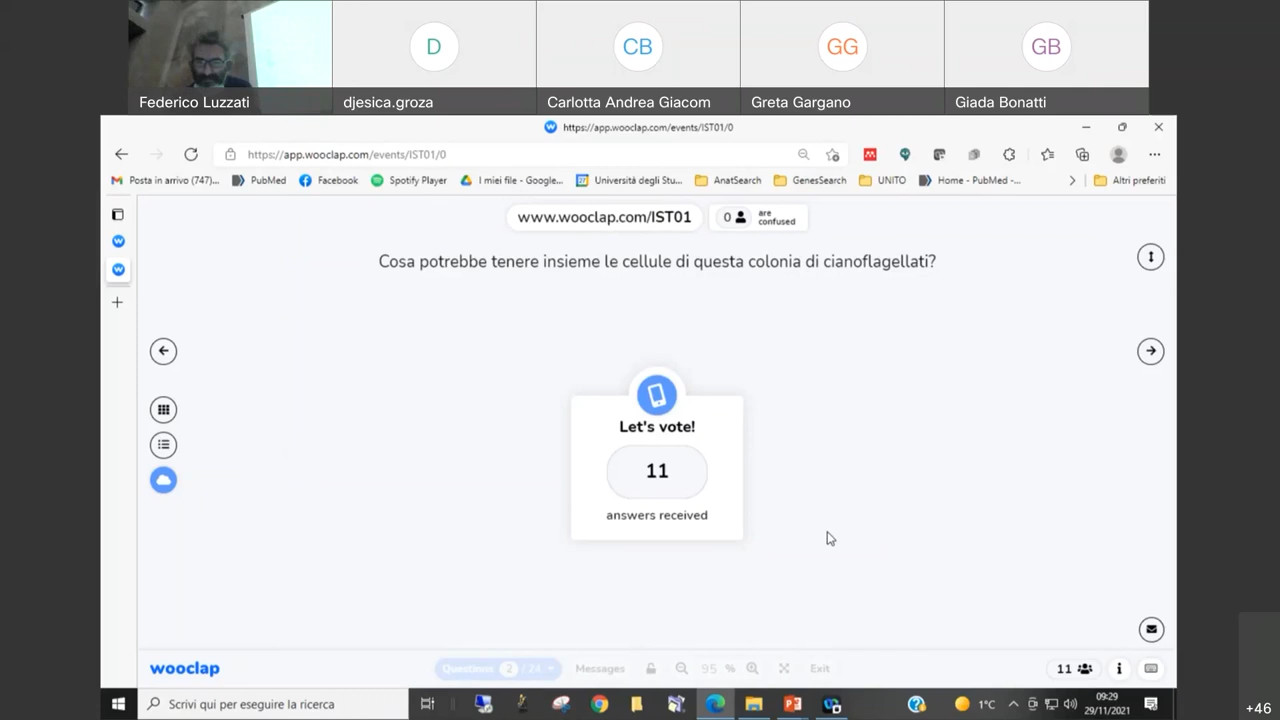 D
CB
GG
GB
Federico Luzzati
djesica.groza
Carlotta Andrea Giacom
Greta Gargano
Giada Bonatti
https://app.wooclap.com/events/IST01/0
https://app.wooclap.com/events/IST01/0
Posta in arrivo (747)...
PubMed
Facebook
Spotify Player
I miei file - Google...
Università degli Stu...
AnatSearch
GenesSearch
UNITO
Home - PubMed -...
Altri preferiti
www.wooclap.com/IST01
0
are
confused
Cosa potrebbe tenere insieme le cellule di questa colonia di cianoflagellati?
Let's vote!
11
answers received
wooclap
Questions 2 / 24
Messages
95 %
Exit
11
Scrivi qui per eseguire la ricerca
1°C
09:29
29/11/2021
+46